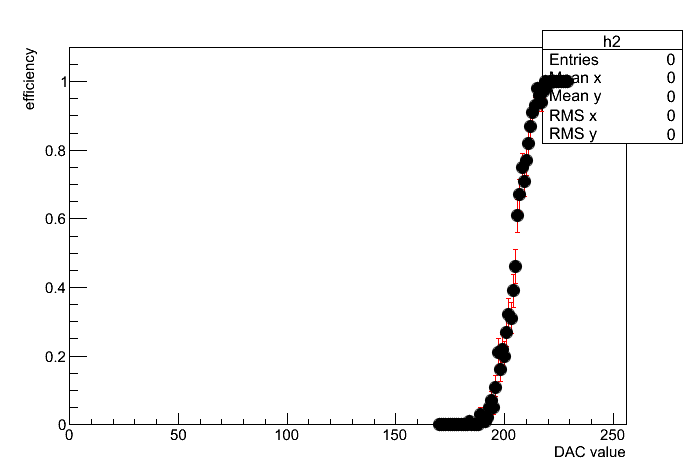 h2
Entries 0
Mean x 0
Mean y 0
RMS x 0
RMS y 0
efficiency
1
0.8
0.6
0.4
0.2
0
0 50 100 150 200 250
DAC value